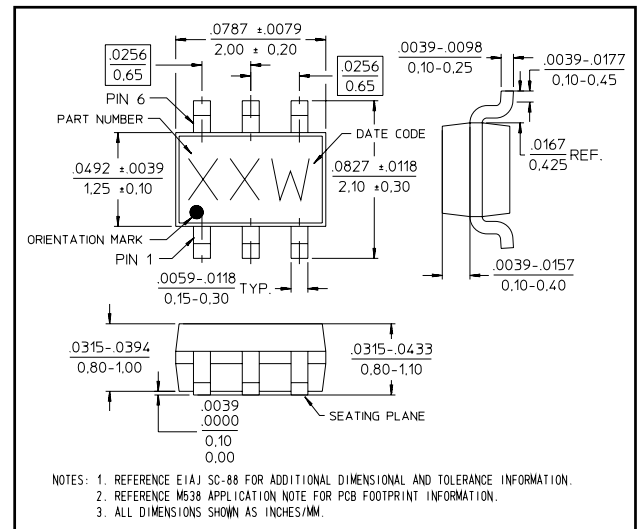 .0787 ±.0079
2,00 ± 0,20
.0256
0,65
.0256
0,65
.0039-.0098
0,10-0,25
.0039-.0177
0,10-0,45
PIN 6
PART NUMBER
DATE CODE
.0492 ±.0039
1,25 ±0,10
XXW
.0827 ±.0118
2,10 ±0,30
.0167
0,425 REF.
ORIENTATION MARK
PIN 1
.0059-.0118
0,15-0,30 TYP.
.0039-.0157
0,10-0,40
.0315-.0394
0,80-1,00
.0315-.0433
0,80-1,10
.0039
.0000
0,10
0,00
SEATING PLANE
NOTES: 1. REFERENCE EIAJ SC-88 FOR ADDITIONAL DIMENSIONAL AND TOLERANCE INFORMATION.
2. REFERENCE M538 APPLICATION NOTE FOR PCB FOOTPRINT INFORMATION.
3. ALL DIMENSIONS SHOWN AS INCHES/MM.